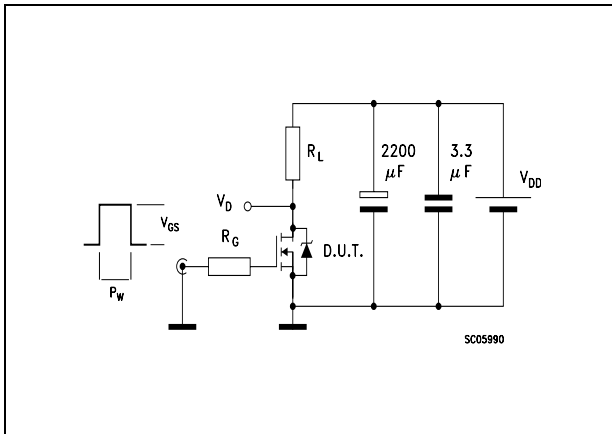 R_L
2200 μF
3.3 μF
V_DD
V_D
V_GS
R_G
D.U.T.
P_W
SC05990